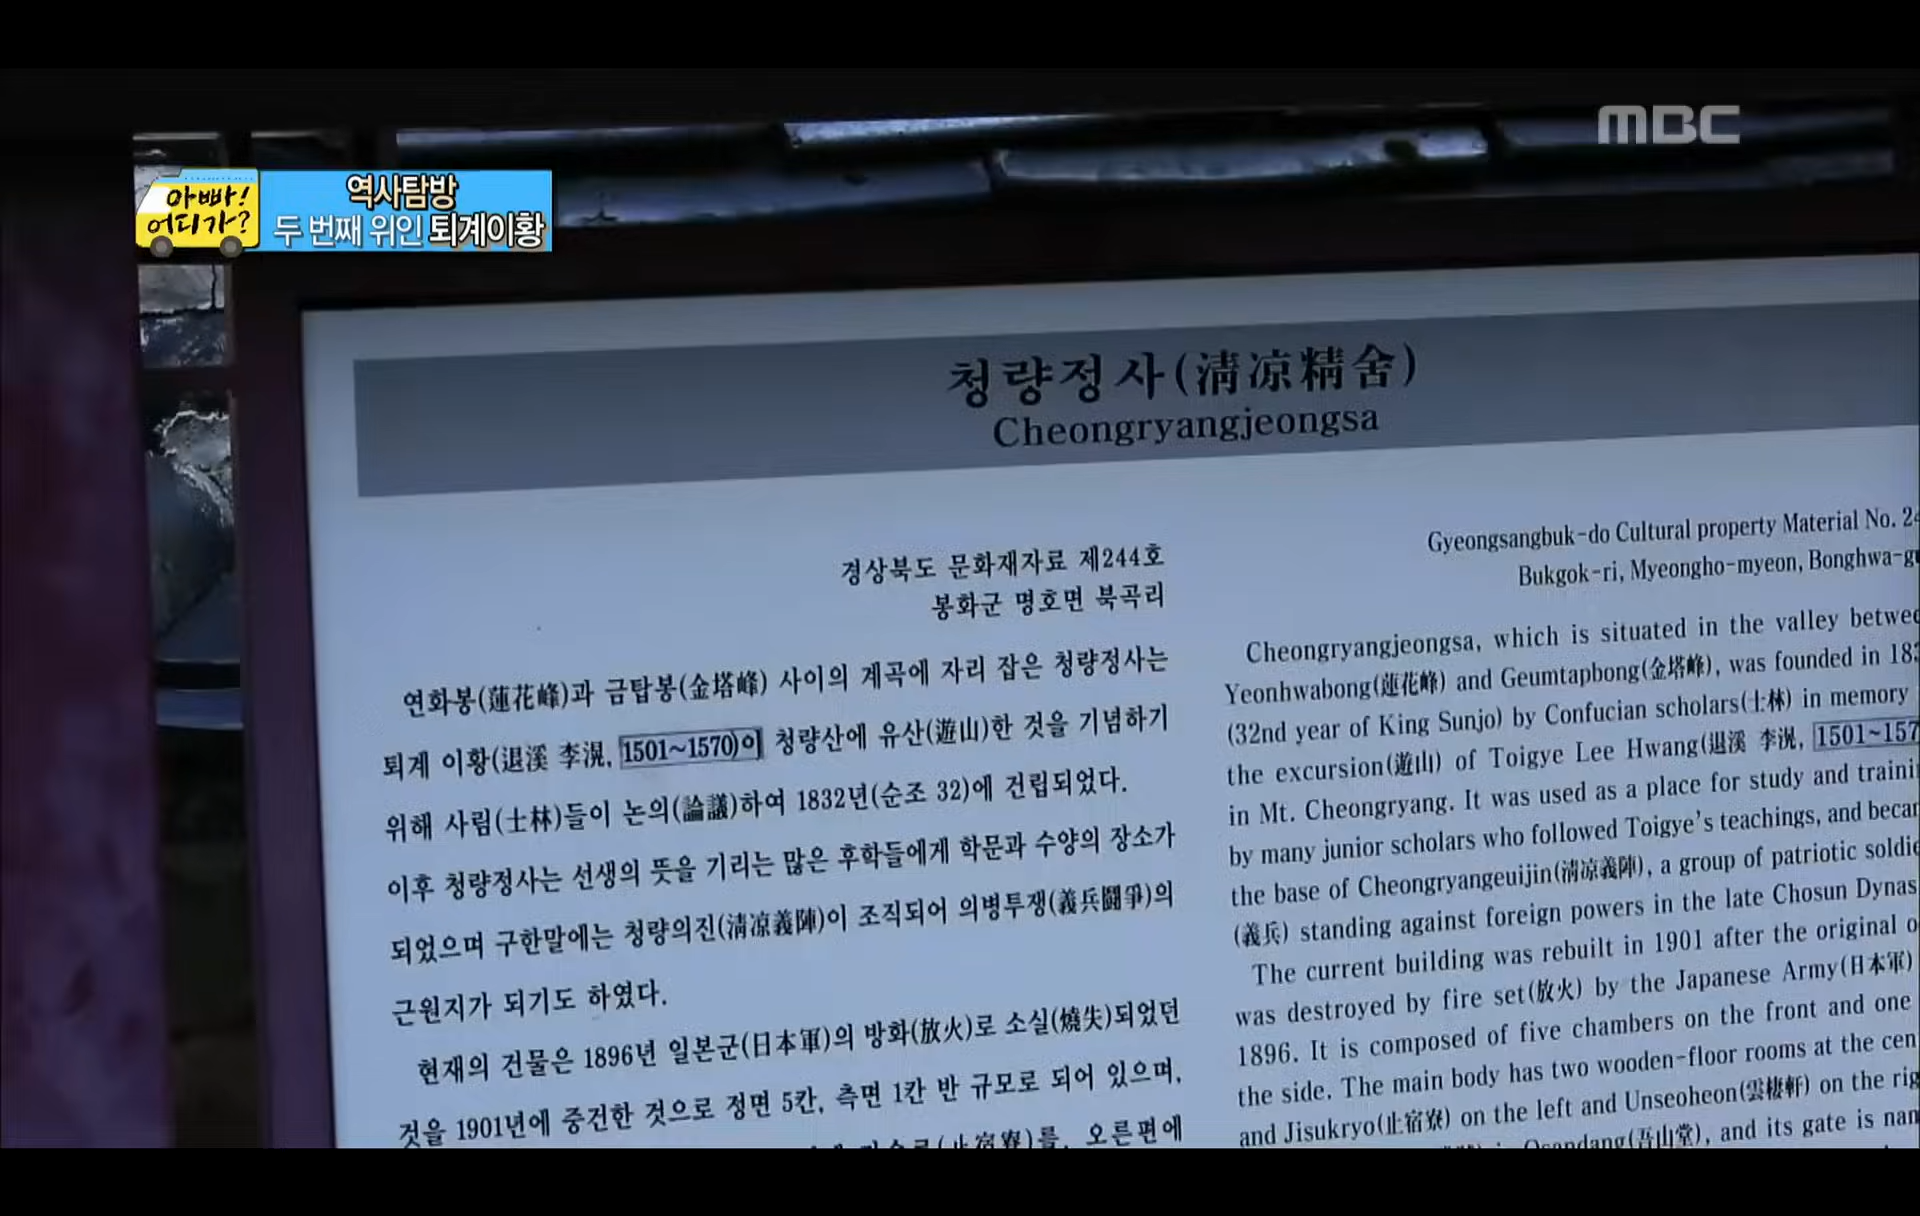 MBC
아빠!
어디가?
역사탐방
두 번째 위인 퇴계이황
청량정사(淸凉精舍)
Cheongryangjeongsa
경상북도 문화재자료 제244호
봉화군 명호면 북곡리
연화봉(蓮花峰)과 금탑봉(金塔峰) 사이의 계곡에 자리 잡은 청량정사는
퇴계 이황(退溪 李滉, 1501~1570)이 청량산에 유산(遊山)한 것을 기념하기
위해 사림(士林)들이 논의(論議)하여 1832년(순조 32)에 건립되었다.
이후 청량정사는 선생의 뜻을 기리는 많은 후학들에게 학문과 수양의 장소가
되었으며 구한말에는 청량의진(淸凉義陣)이 조직되어 의병투쟁(義兵鬪爭)의
근원지가 되기도 하였다.
현재의 건물은 1896년 일본군(日本軍)의 방화(放火)로 소실(燒失)되었던
것을 1901년에 중건한 것으로 정면 5칸, 측면 1칸 반 규모로 되어 있으며,
오른편에
Gyeongsangbuk-do Cultural property Material No.
Bukgok-ri, Myeongho-myeon,
Cheongryangjeongsa, which is situated in the valley
Yeonhwabong(蓮花峰) and Geumtapbong(金塔峰), was founded in
(32nd year of King Sunjo) by Confucian scholars(士林) in memory
the excursion(遊山) of Toigye Lee Hwang(退溪 李滉,
in Mt. Cheongryang. It was used as a place for study and
by many junior scholars who followed Toigye's teachings, and
the base of Cheongryangeuijin(淸凉義陣), a group of patriotic
(義兵) standing against foreign powers in the late Chosun
The current building was rebuilt in 1901 after the original
was destroyed by fire set(放火) by the Japanese Army(日本軍)
1896. It is composed of five chambers on the front and one
the side. The main body has two wooden-floor rooms at the
and Jisukryo(止宿寮) on the left and Unseoheon(雲棲軒) on the
(吾山堂), and its gate is